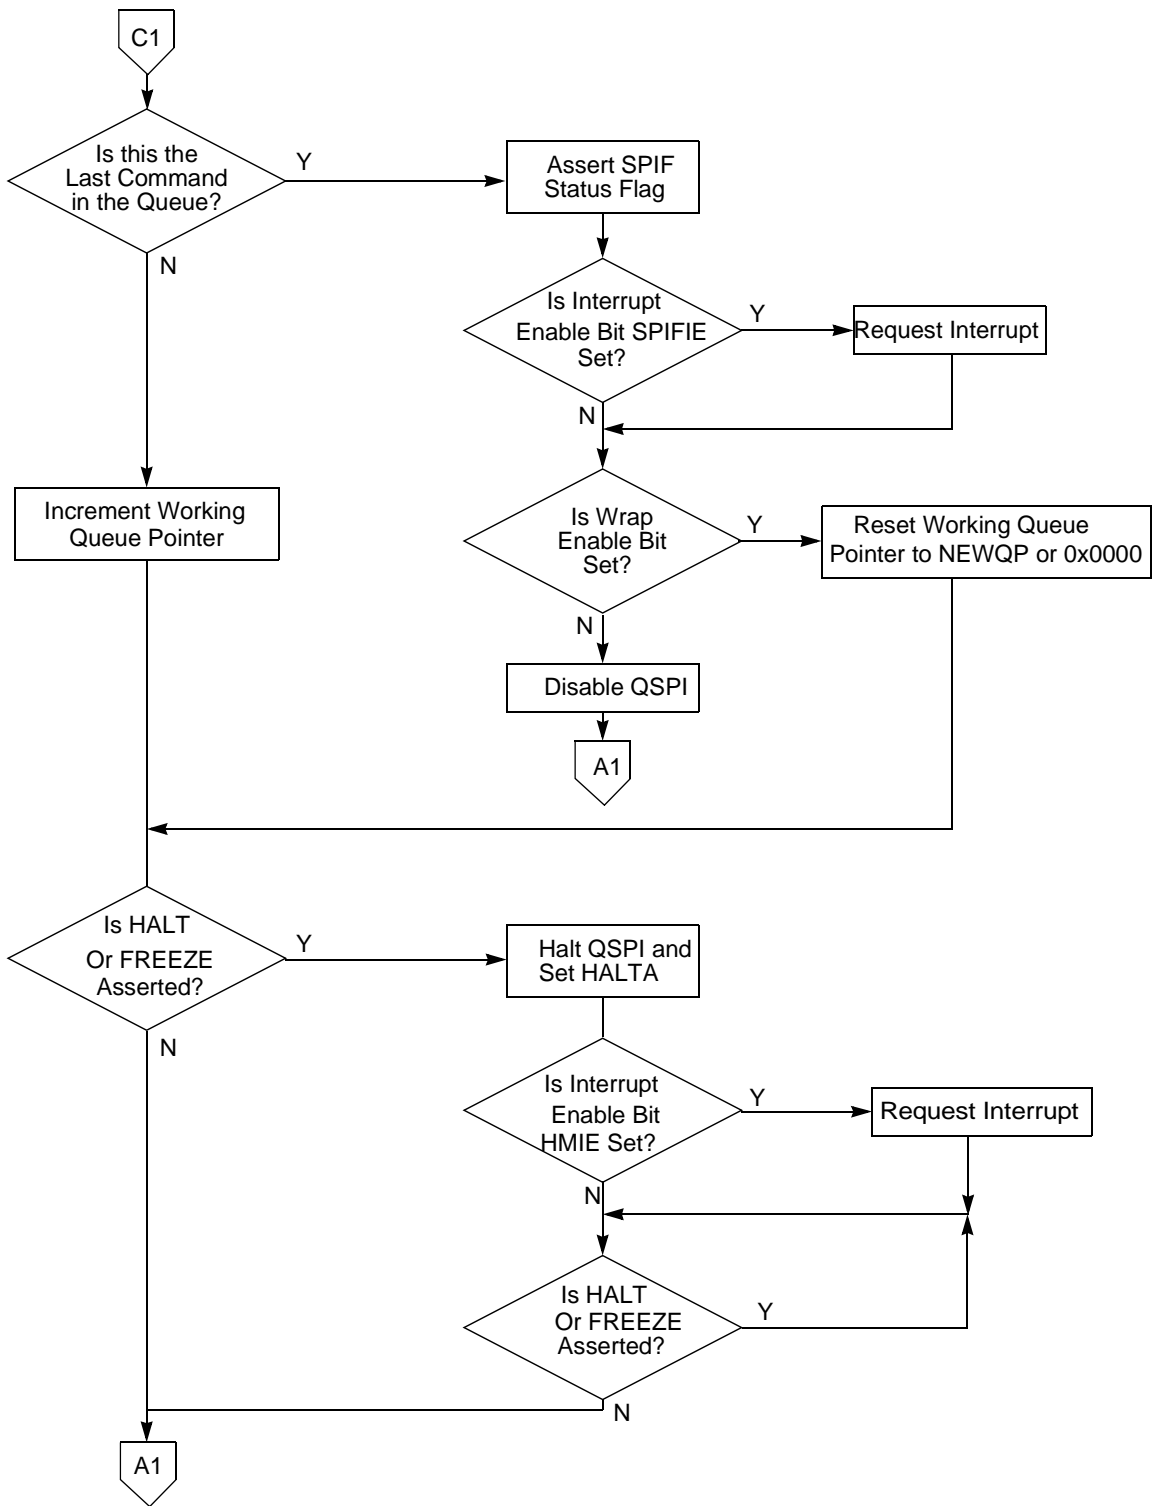 C1
Is this the
Last Command
in the Queue?
Y
N
Assert SPIF
Status Flag
Is Interrupt
Enable Bit SPIFIE
Set?
Y
N
Request Interrupt
Increment Working
Queue Pointer
Is Wrap
Enable Bit
Set?
Y
N
Reset Working Queue
Pointer to NEWQP or 0x0000
Disable QSPI
A1
Is HALT
Or FREEZE
Asserted?
Y
N
Halt QSPI and
Set HALTA
Is Interrupt
Enable Bit
HMIE Set?
Y
N
Request Interrupt
Is HALT
Or FREEZE
Asserted?
Y
N
A1